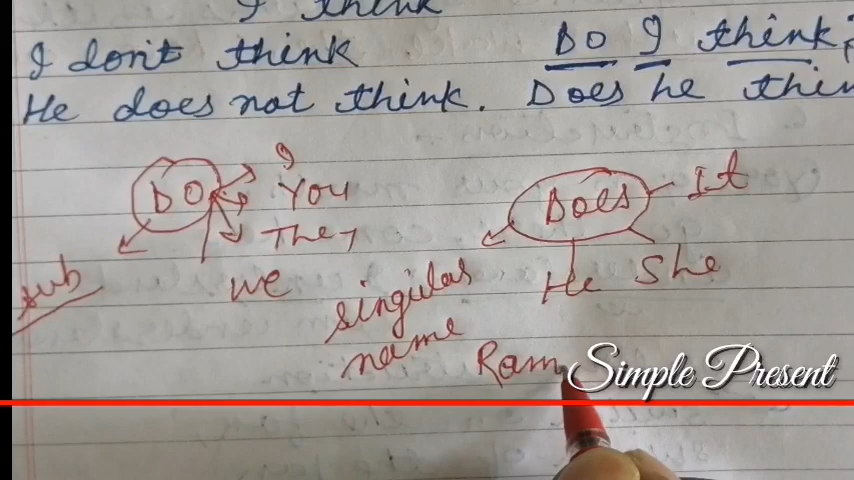 I think
I don't think DO I think?
He does not think. Does he thin
DO I
You
They
we
sub
Does It
He She
singular
name
Ram
Simple Present